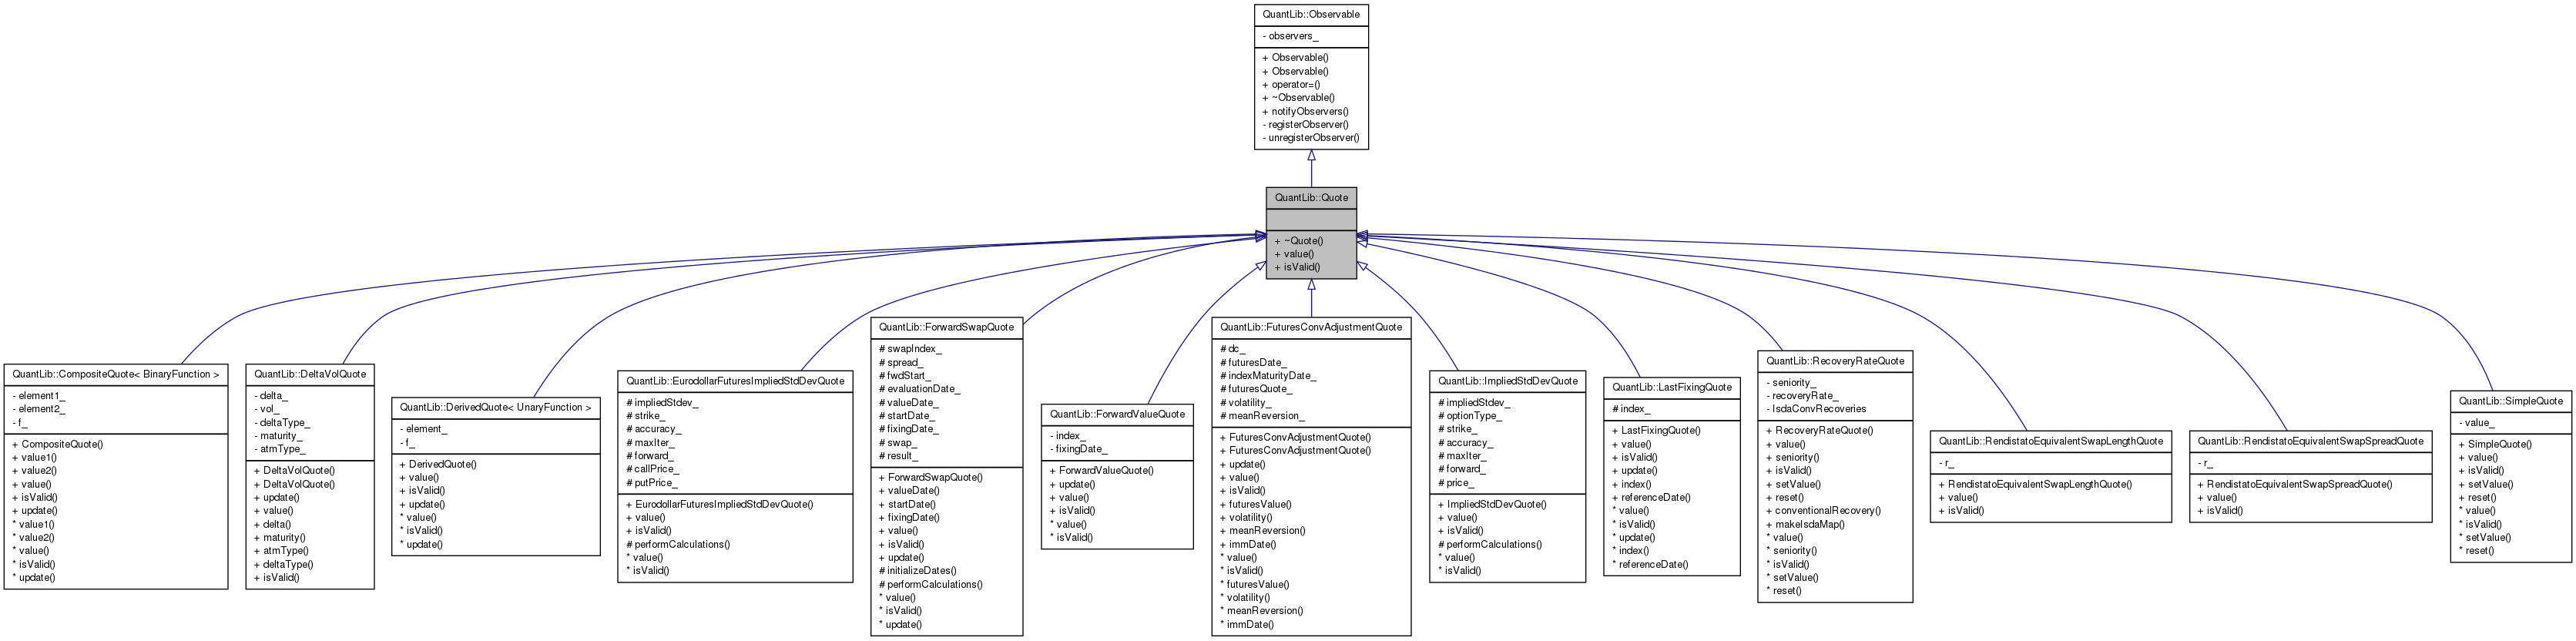 QuantLib::Observable
- observers_
+ Observable()
+ Observable()
+ operator=()
+ ~Observable()
+ notifyObservers()
- registerObserver()
- unregisterObserver()
QuantLib::Quote
+ ~Quote()
+ value()
+ isValid()
QuantLib::CompositeQuote< BinaryFunction >
- element1_
- element2_
- f_
+ CompositeQuote()
+ value1()
+ value2()
+ value()
+ isValid()
+ update()
* value1()
* value2()
* value()
* isValid()
* update()
QuantLib::DeltaVolQuote
- delta_
- vol_
- deltaType_
- maturity_
- atmType_
+ DeltaVolQuote()
+ DeltaVolQuote()
+ update()
+ value()
+ delta()
+ maturity()
+ atmType()
+ deltaType()
+ isValid()
QuantLib::DerivedQuote< UnaryFunction >
- element_
- f_
+ DerivedQuote()
+ value()
+ isValid()
+ update()
* value()
* isValid()
* update()
QuantLib::EurodollarFuturesImpliedStdDevQuote
# impliedStdev_
# strike_
# accuracy_
# maxIter_
# forward_
# callPrice_
# putPrice_
+ EurodollarFuturesImpliedStdDevQuote()
+ value()
+ isValid()
# performCalculations()
* value()
* isValid()
QuantLib::ForwardSwapQuote
# swapIndex_
# spread_
# fwdStart_
# evaluationDate_
# valueDate_
# startDate_
# fixingDate_
# swap_
# result_
+ ForwardSwapQuote()
+ valueDate()
+ startDate()
+ fixingDate()
+ value()
+ isValid()
+ update()
# initializeDates()
# performCalculations()
* value()
* isValid()
* update()
QuantLib::ForwardValueQuote
- index_
- fixingDate_
+ ForwardValueQuote()
+ update()
+ value()
+ isValid()
* value()
* isValid()
QuantLib::FuturesConvAdjustmentQuote
# dc_
# futuresDate_
# indexMaturityDate_
# futuresQuote_
# volatility_
# meanReversion_
+ FuturesConvAdjustmentQuote()
+ FuturesConvAdjustmentQuote()
+ update()
+ value()
+ isValid()
+ futuresValue()
+ volatility()
+ meanReversion()
+ immDate()
* value()
* isValid()
* futuresValue()
* volatility()
* meanReversion()
* immDate()
QuantLib::ImpliedStdDevQuote
# impliedStdev_
# optionType_
# strike_
# accuracy_
# maxIter_
# forward_
# price_
+ ImpliedStdDevQuote()
+ value()
+ isValid()
# performCalculations()
* value()
* isValid()
QuantLib::LastFixingQuote
# index_
+ LastFixingQuote()
+ value()
+ isValid()
+ update()
+ index()
+ referenceDate()
* value()
* isValid()
* update()
* index()
* referenceDate()
QuantLib::RecoveryRateQuote
- seniority_
- recoveryRate_
- IsdaConvRecoveries
+ RecoveryRateQuote()
+ value()
+ seniority()
+ isValid()
+ setValue()
+ reset()
+ conventionalRecovery()
+ makeIsdaMap()
* value()
* seniority()
* isValid()
* setValue()
* reset()
QuantLib::RendistatoEquivalentSwapLengthQuote
- r_
+ RendistatoEquivalentSwapLengthQuote()
+ value()
+ isValid()
QuantLib::RendistatoEquivalentSwapSpreadQuote
- r_
+ RendistatoEquivalentSwapSpreadQuote()
+ value()
+ isValid()
QuantLib::SimpleQuote
- value_
+ SimpleQuote()
+ value()
+ isValid()
+ setValue()
+ reset()
* value()
* isValid()
* setValue()
* reset()